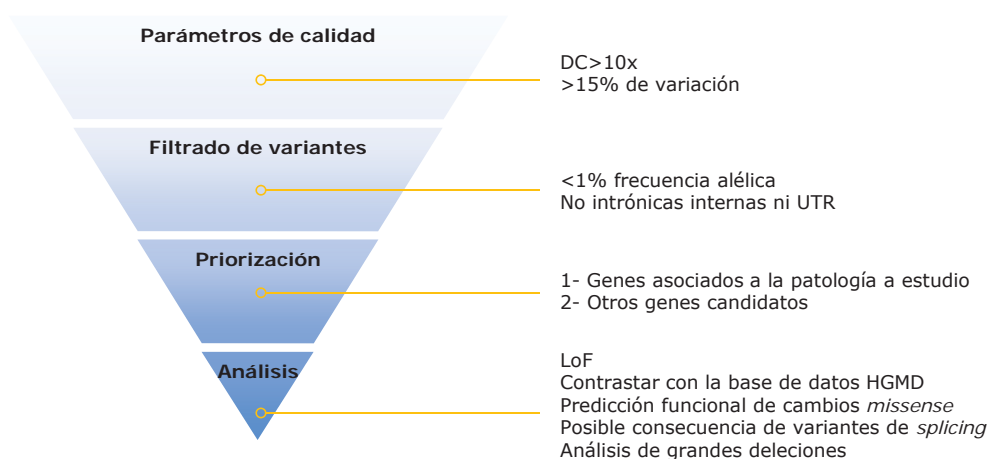 Parámetros de calidad
DC>10x
>15% de variación
Filtrado de variantes
<1% frecuencia alélica
No intrónicas internas ni UTR
Priorización
1- Genes asociados a la patología a estudio
2- Otros genes candidatos
Análisis
LoF
Contrastar con la base de datos HGMD
Predicción funcional de cambios missense
Posible consecuencia de variantes de splicing
Análisis de grandes deleciones